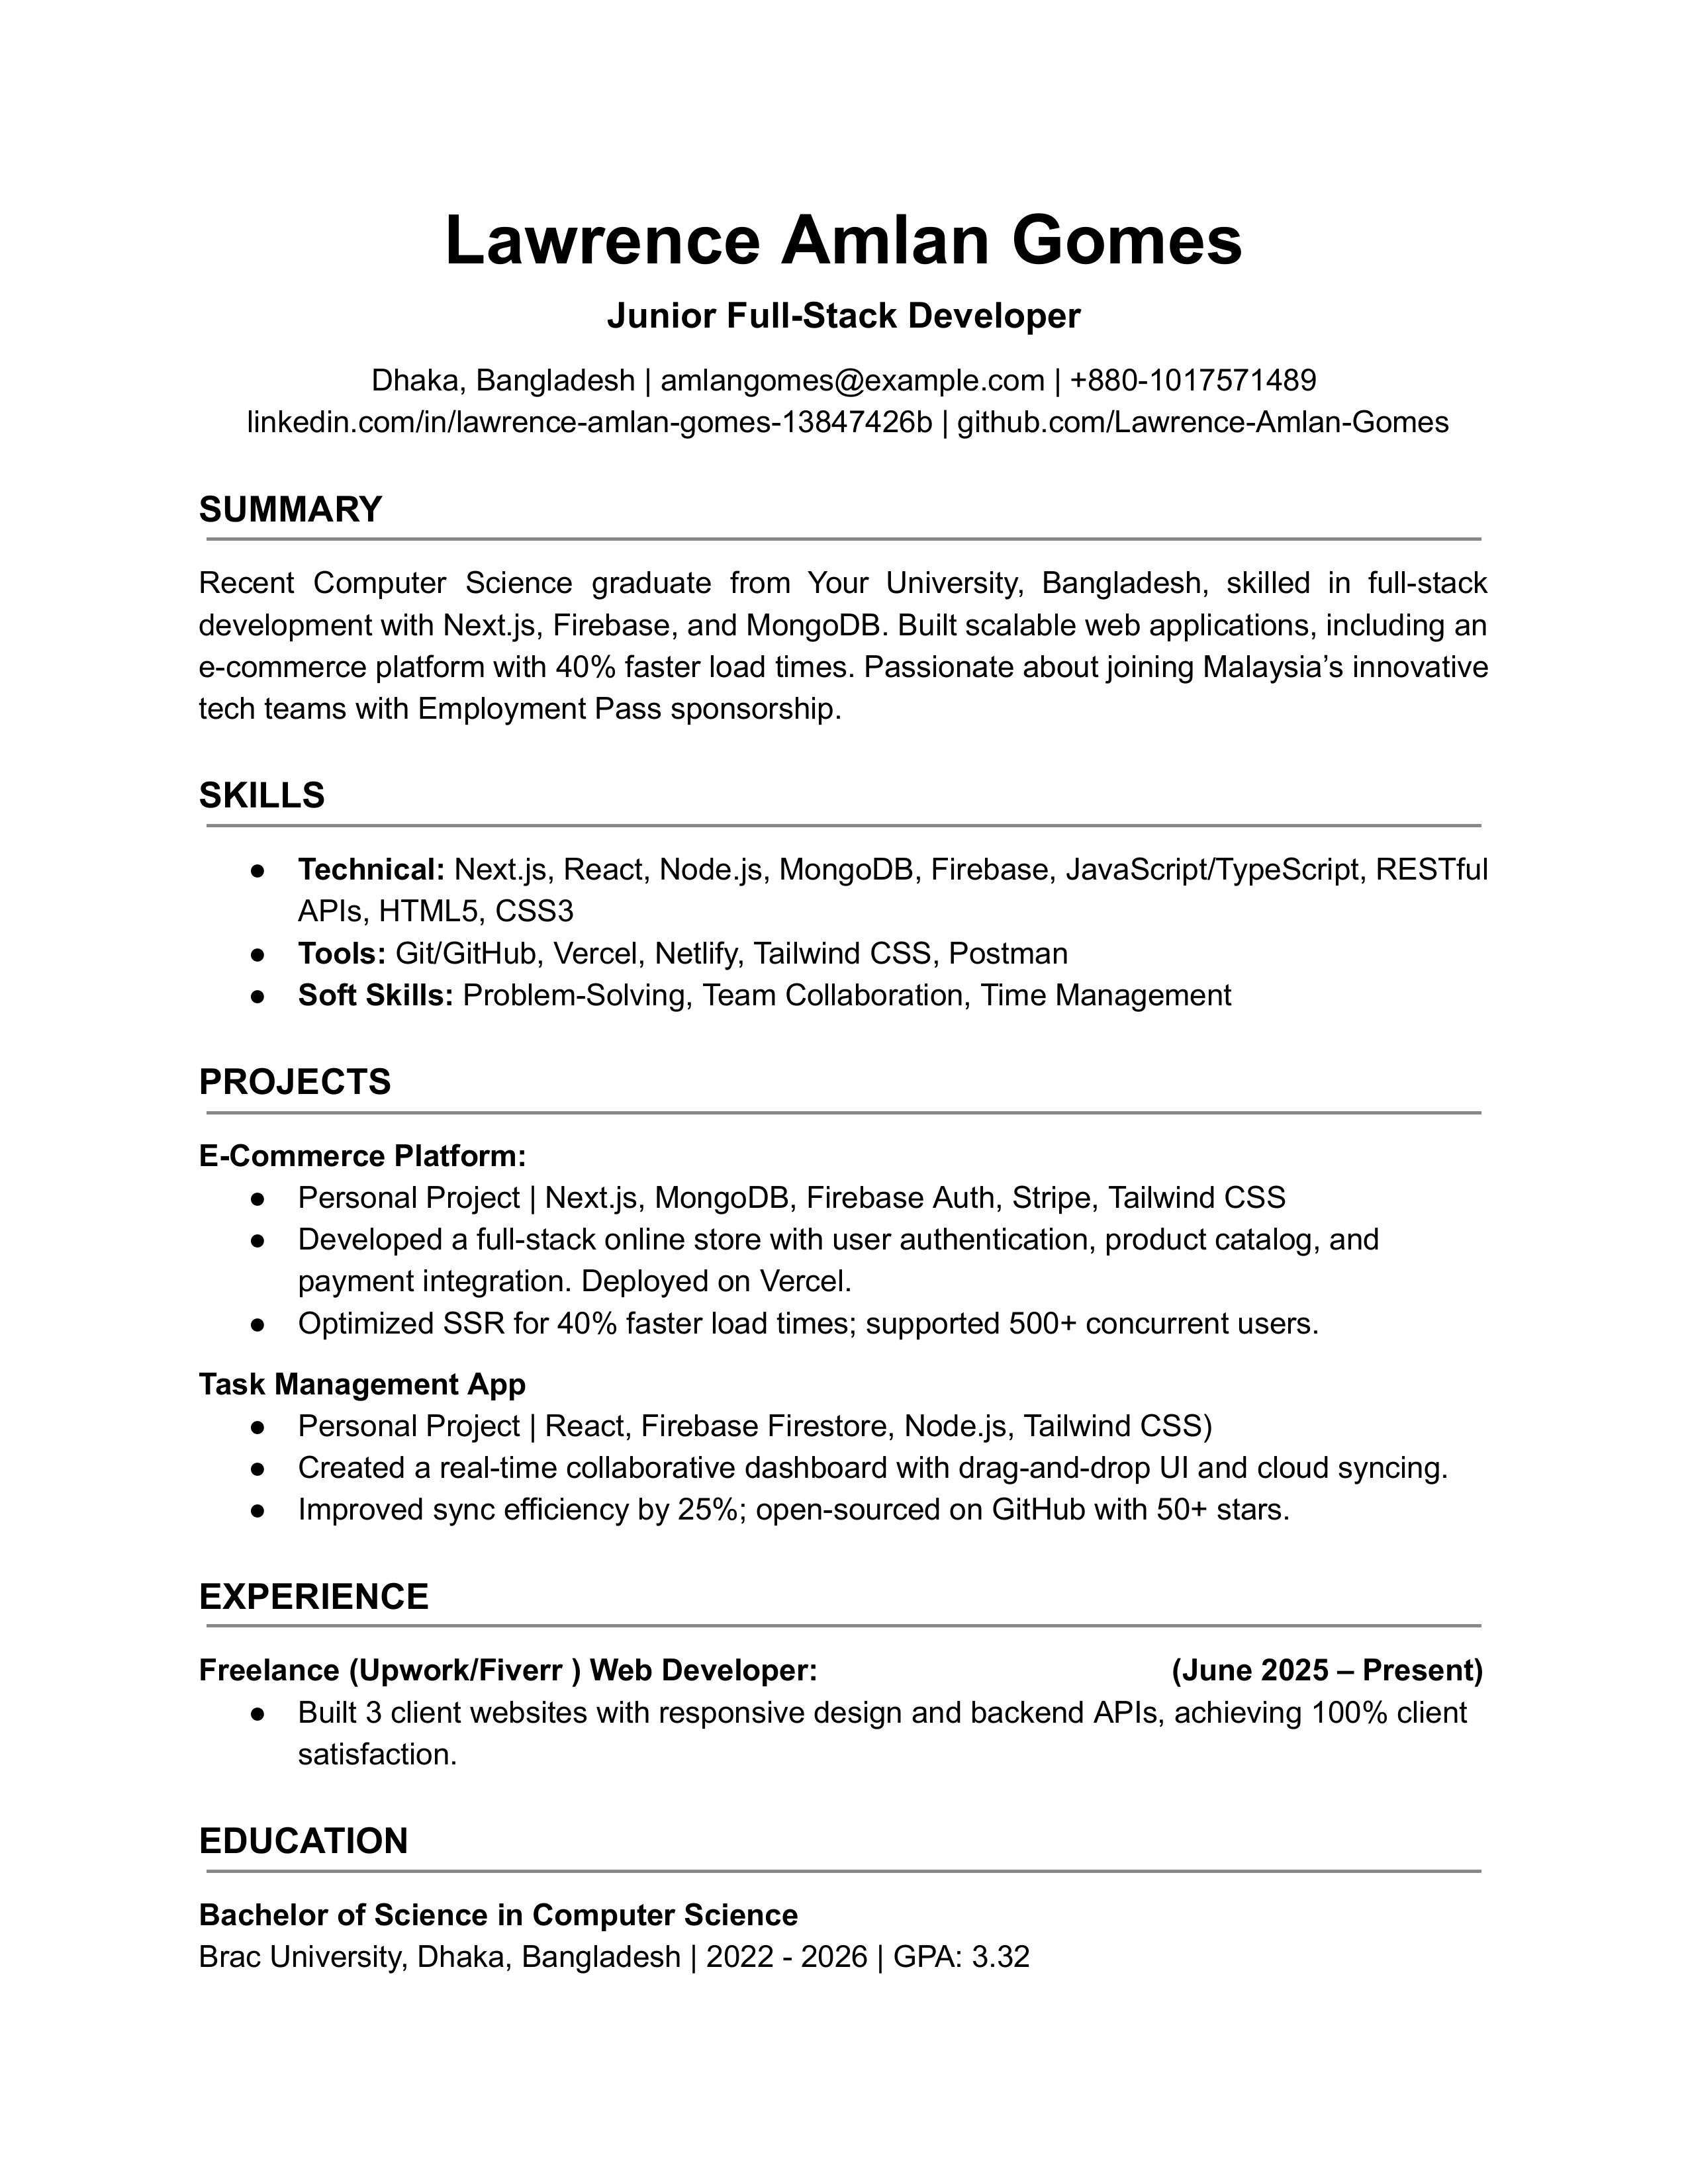 Lawrence Amlan Gomes
Junior Full-Stack Developer
Dhaka, Bangladesh | amlangomes@example.com | +880-1017571489
linkedin.com/in/lawrence-amlan-gomes-13847426b | github.com/Lawrence-Amlan-Gomes
SUMMARY
Recent Computer Science graduate from Your University, Bangladesh, skilled in full-stack
development with Next.js, Firebase, and MongoDB. Built scalable web applications, including an
e-commerce platform with 40% faster load times. Passionate about joining Malaysia’s innovative
tech teams with Employment Pass sponsorship.
SKILLS
● Technical: Next.js, React, Node.js, MongoDB, Firebase, JavaScript/TypeScript, RESTful
APIs, HTML5, CSS3
● Tools: Git/GitHub, Vercel, Netlify, Tailwind CSS, Postman
● Soft Skills: Problem-Solving, Team Collaboration, Time Management
PROJECTS
E-Commerce Platform:
● Personal Project | Next.js, MongoDB, Firebase Auth, Stripe, Tailwind CSS
● Developed a full-stack online store with user authentication, product catalog, and
payment integration. Deployed on Vercel.
● Optimized SSR for 40% faster load times; supported 500+ concurrent users.
Task Management App
● Personal Project | React, Firebase Firestore, Node.js, Tailwind CSS)
● Created a real-time collaborative dashboard with drag-and-drop UI and cloud syncing.
● Improved sync efficiency by 25%; open-sourced on GitHub with 50+ stars.
EXPERIENCE
Freelance (Upwork/Fiverr ) Web Developer: (June 2025 – Present)
● Built 3 client websites with responsive design and backend APIs, achieving 100% client
satisfaction.
EDUCATION
Bachelor of Science in Computer Science
Brac University, Dhaka, Bangladesh | 2022 - 2026 | GPA: 3.32